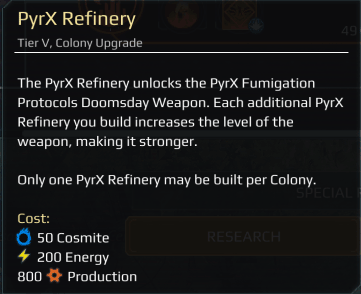 PyrX Refinery
Tier V, Colony Upgrade
49
The PyrX Refinery unlocks the PyrX Fumigation
Protocols Doomsday Weapon. Each additional PyrX
Refinery you build increases the level of the
weapon, making it stronger.
Only one PyrX Refinery may be built per Colony.
SPECIAL
Cost:
50 Cosmite
RESEARCH
200 Energy
800 Production